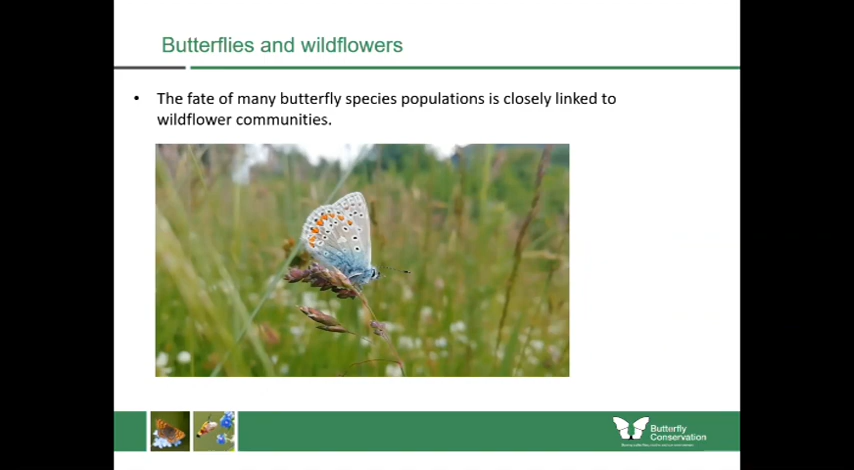 Butterflies and wildflowers
• The fate of many butterfly species populations is closely linked to
wildflower communities.
Butterfly
Conservation